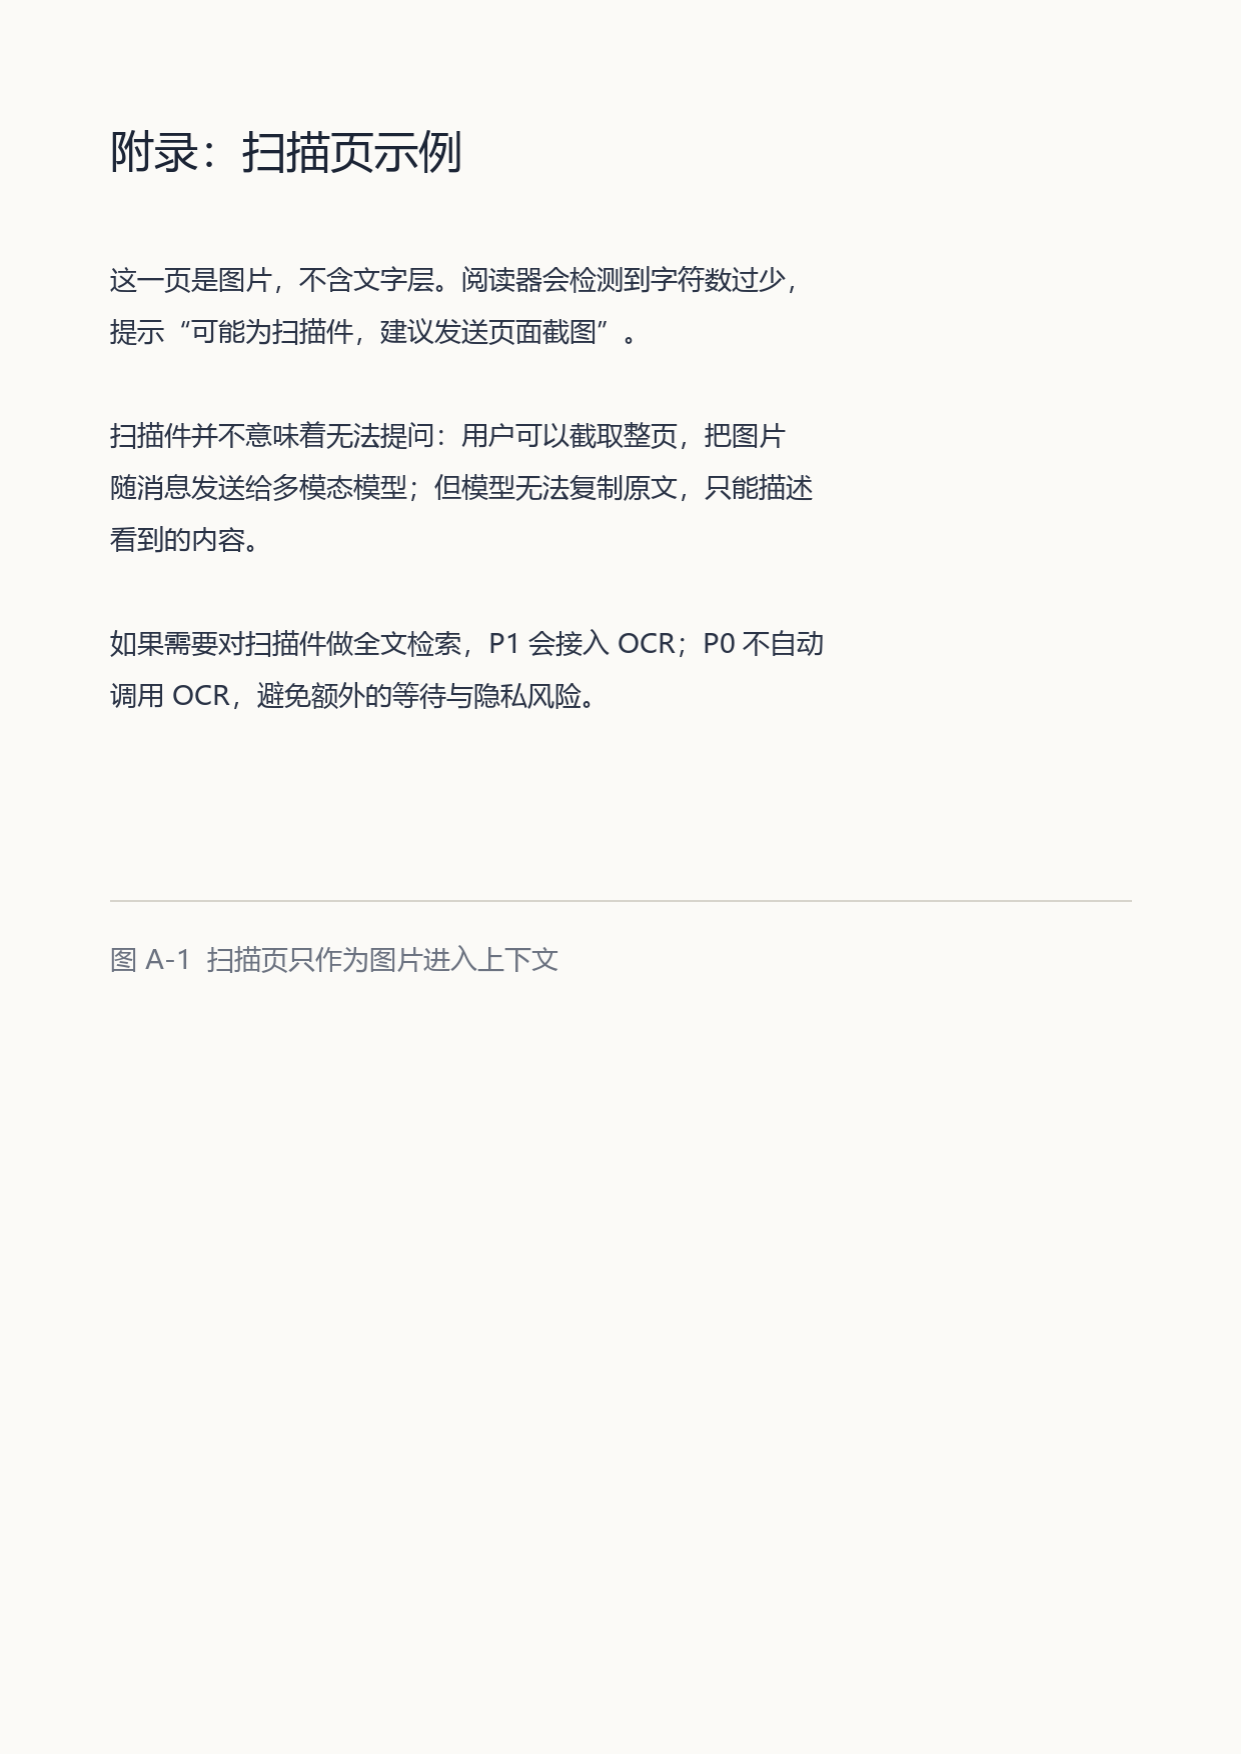 附录：扫描页示例
这一页是图片，不含文字层。阅读器会检测到字符数过少，
提示“可能为扫描件，建议发送页面截图”。
扫描件并不意味着无法提问：用户可以截取整页，把图片
随消息发送给多模态模型；但模型无法复制原文，只能描述
看到的内容。
如果需要对扫描件做全文检索，P1 会接入 OCR；P0 不自动
调用 OCR，避免额外的等待与隐私风险。
图 A-1 扫描页只作为图片进入上下文